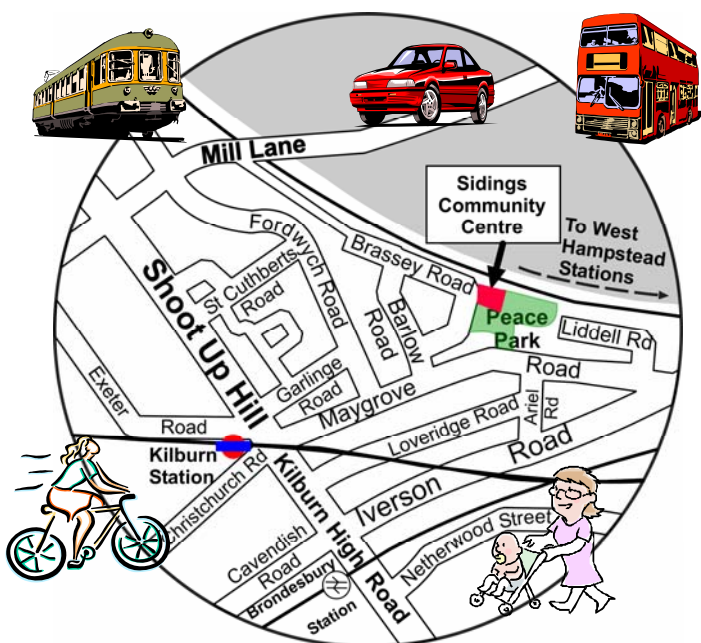 Mill Lane
Sidings
Community
Centre
To West
Hampstead
Stations
Fordwych Road
Brassey Road
St Cuthberts
Road
Shoot Up Hill
Barlow
Road
Peace
Park
Liddell Rd
Garlinge
Road
Maygrove
Road
Exeter
Road
Ariel
Rd
Loveridge Road
Kilburn
Station
Christchurch Rd
Iverson
Road
Kilburn High
Road
Netherwood Street
Cavendish
Road
Brondesbury
Station